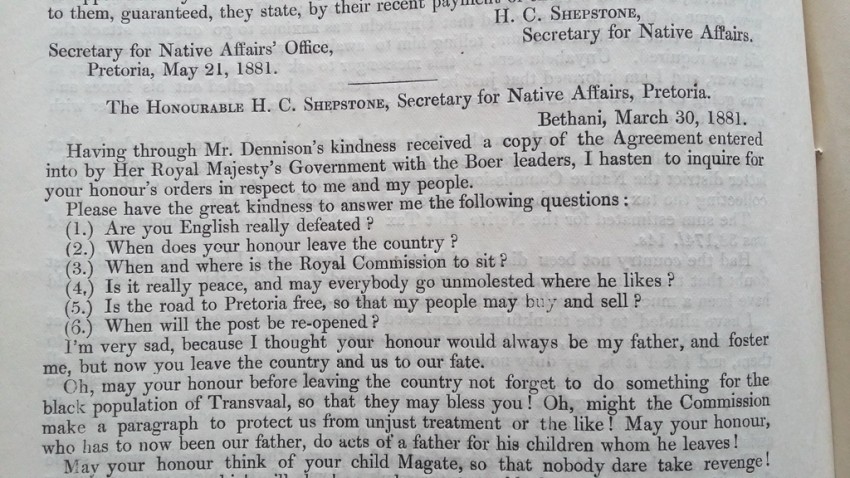 to them, guaranteed, they state, by their recent
H. C. SHEPSTONE,
Secretary for Native Affairs' Office,
Secretary for Native Affairs.
Pretoria, May 21, 1881.
The HONOURABLE H. C. SHEPSTONE, Secretary for Native Affairs, Pretoria.
Bethani, March 30, 1881.
Having through Mr. Dennison's kindness received a copy of the Agreement entered
into by Her Royal Majesty's Government with the Boer leaders, I hasten to inquire for
your honour's orders in respect to me and my people.
Please have the great kindness to answer me the following questions:
(1.) Are you English really defeated?
(2.) When does your honour leave the country?
(3.) When and where is the Royal Commission to sit?
(4,) Is it really peace, and may everybody go unmolested where he likes?
(5.) Is the road to Pretoria free, so that my people may buy and sell?
(6.) When will the post be re-opened?
I'm very sad, because I thought your honour would always be my father, and foster
me, but now you leave the country and us to our fate.
Oh, may your honour before leaving the country not forget to do something for the
black population of Transvaal, so that they may bless you! Oh, might the Commission
make a paragraph to protect us from unjust treatment or the like! May your honour,
who has to now been our father, do acts of a father for his children whom he leaves!
May your honour think of your child Magate, so that nobody dare take revenge!